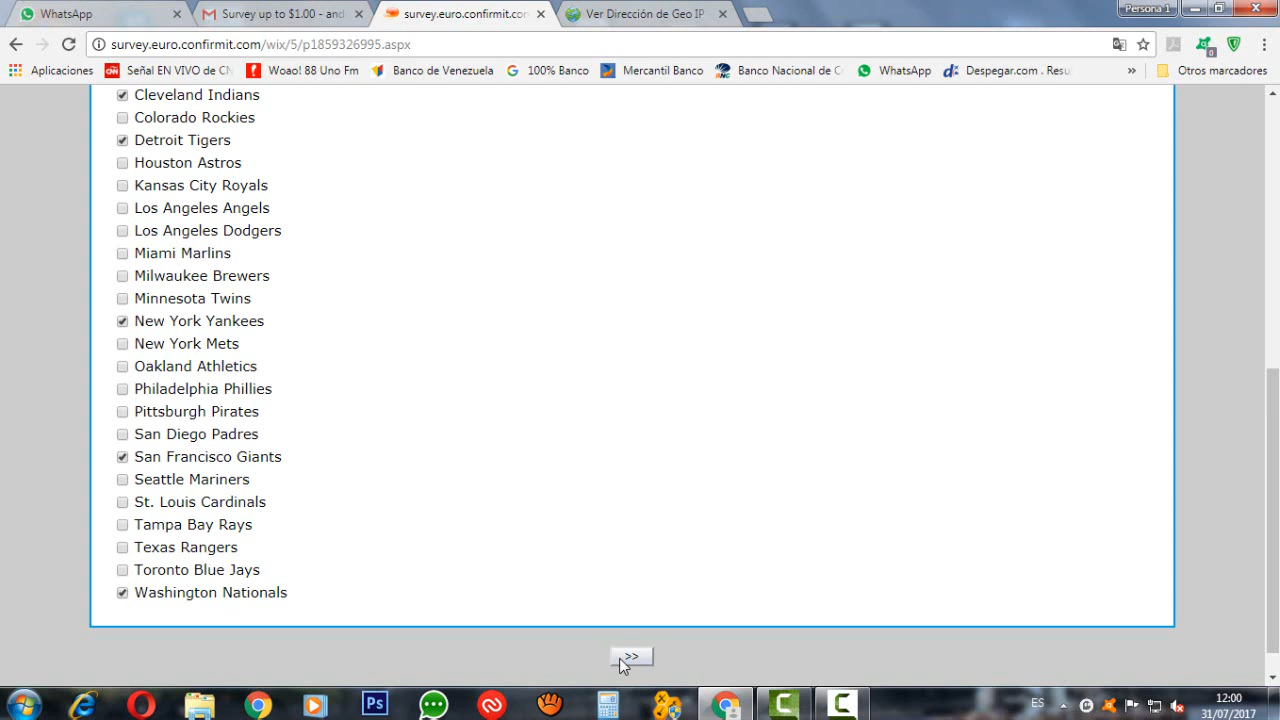 WhatsApp
Survey up to $1.00 - and
survey.euro.confirmit.co
Ver Dirección de Geo IP
Persona 1
survey.euro.confirmit.com/wix/5/p1859326995.aspx
0
Aplicaciones
Señal EN VIVO de CN
Woao! 88 Uno Fm
Banco de Venezuela
100% Banco
Mercantil Banco
Banco Nacional de C
WhatsApp
Despegar.com . Resu
»
Otros marcadores
Cleveland Indians
Colorado Rockies
Detroit Tigers
Houston Astros
Kansas City Royals
Los Angeles Angels
Los Angeles Dodgers
Miami Marlins
Milwaukee Brewers
Minnesota Twins
New York Yankees
New York Mets
Oakland Athletics
Philadelphia Phillies
Pittsburgh Pirates
San Diego Padres
San Francisco Giants
Seattle Mariners
St. Louis Cardinals
Tampa Bay Rays
Texas Rangers
Toronto Blue Jays
Washington Nationals
>>
Ps
ES
12:00
31/07/2017